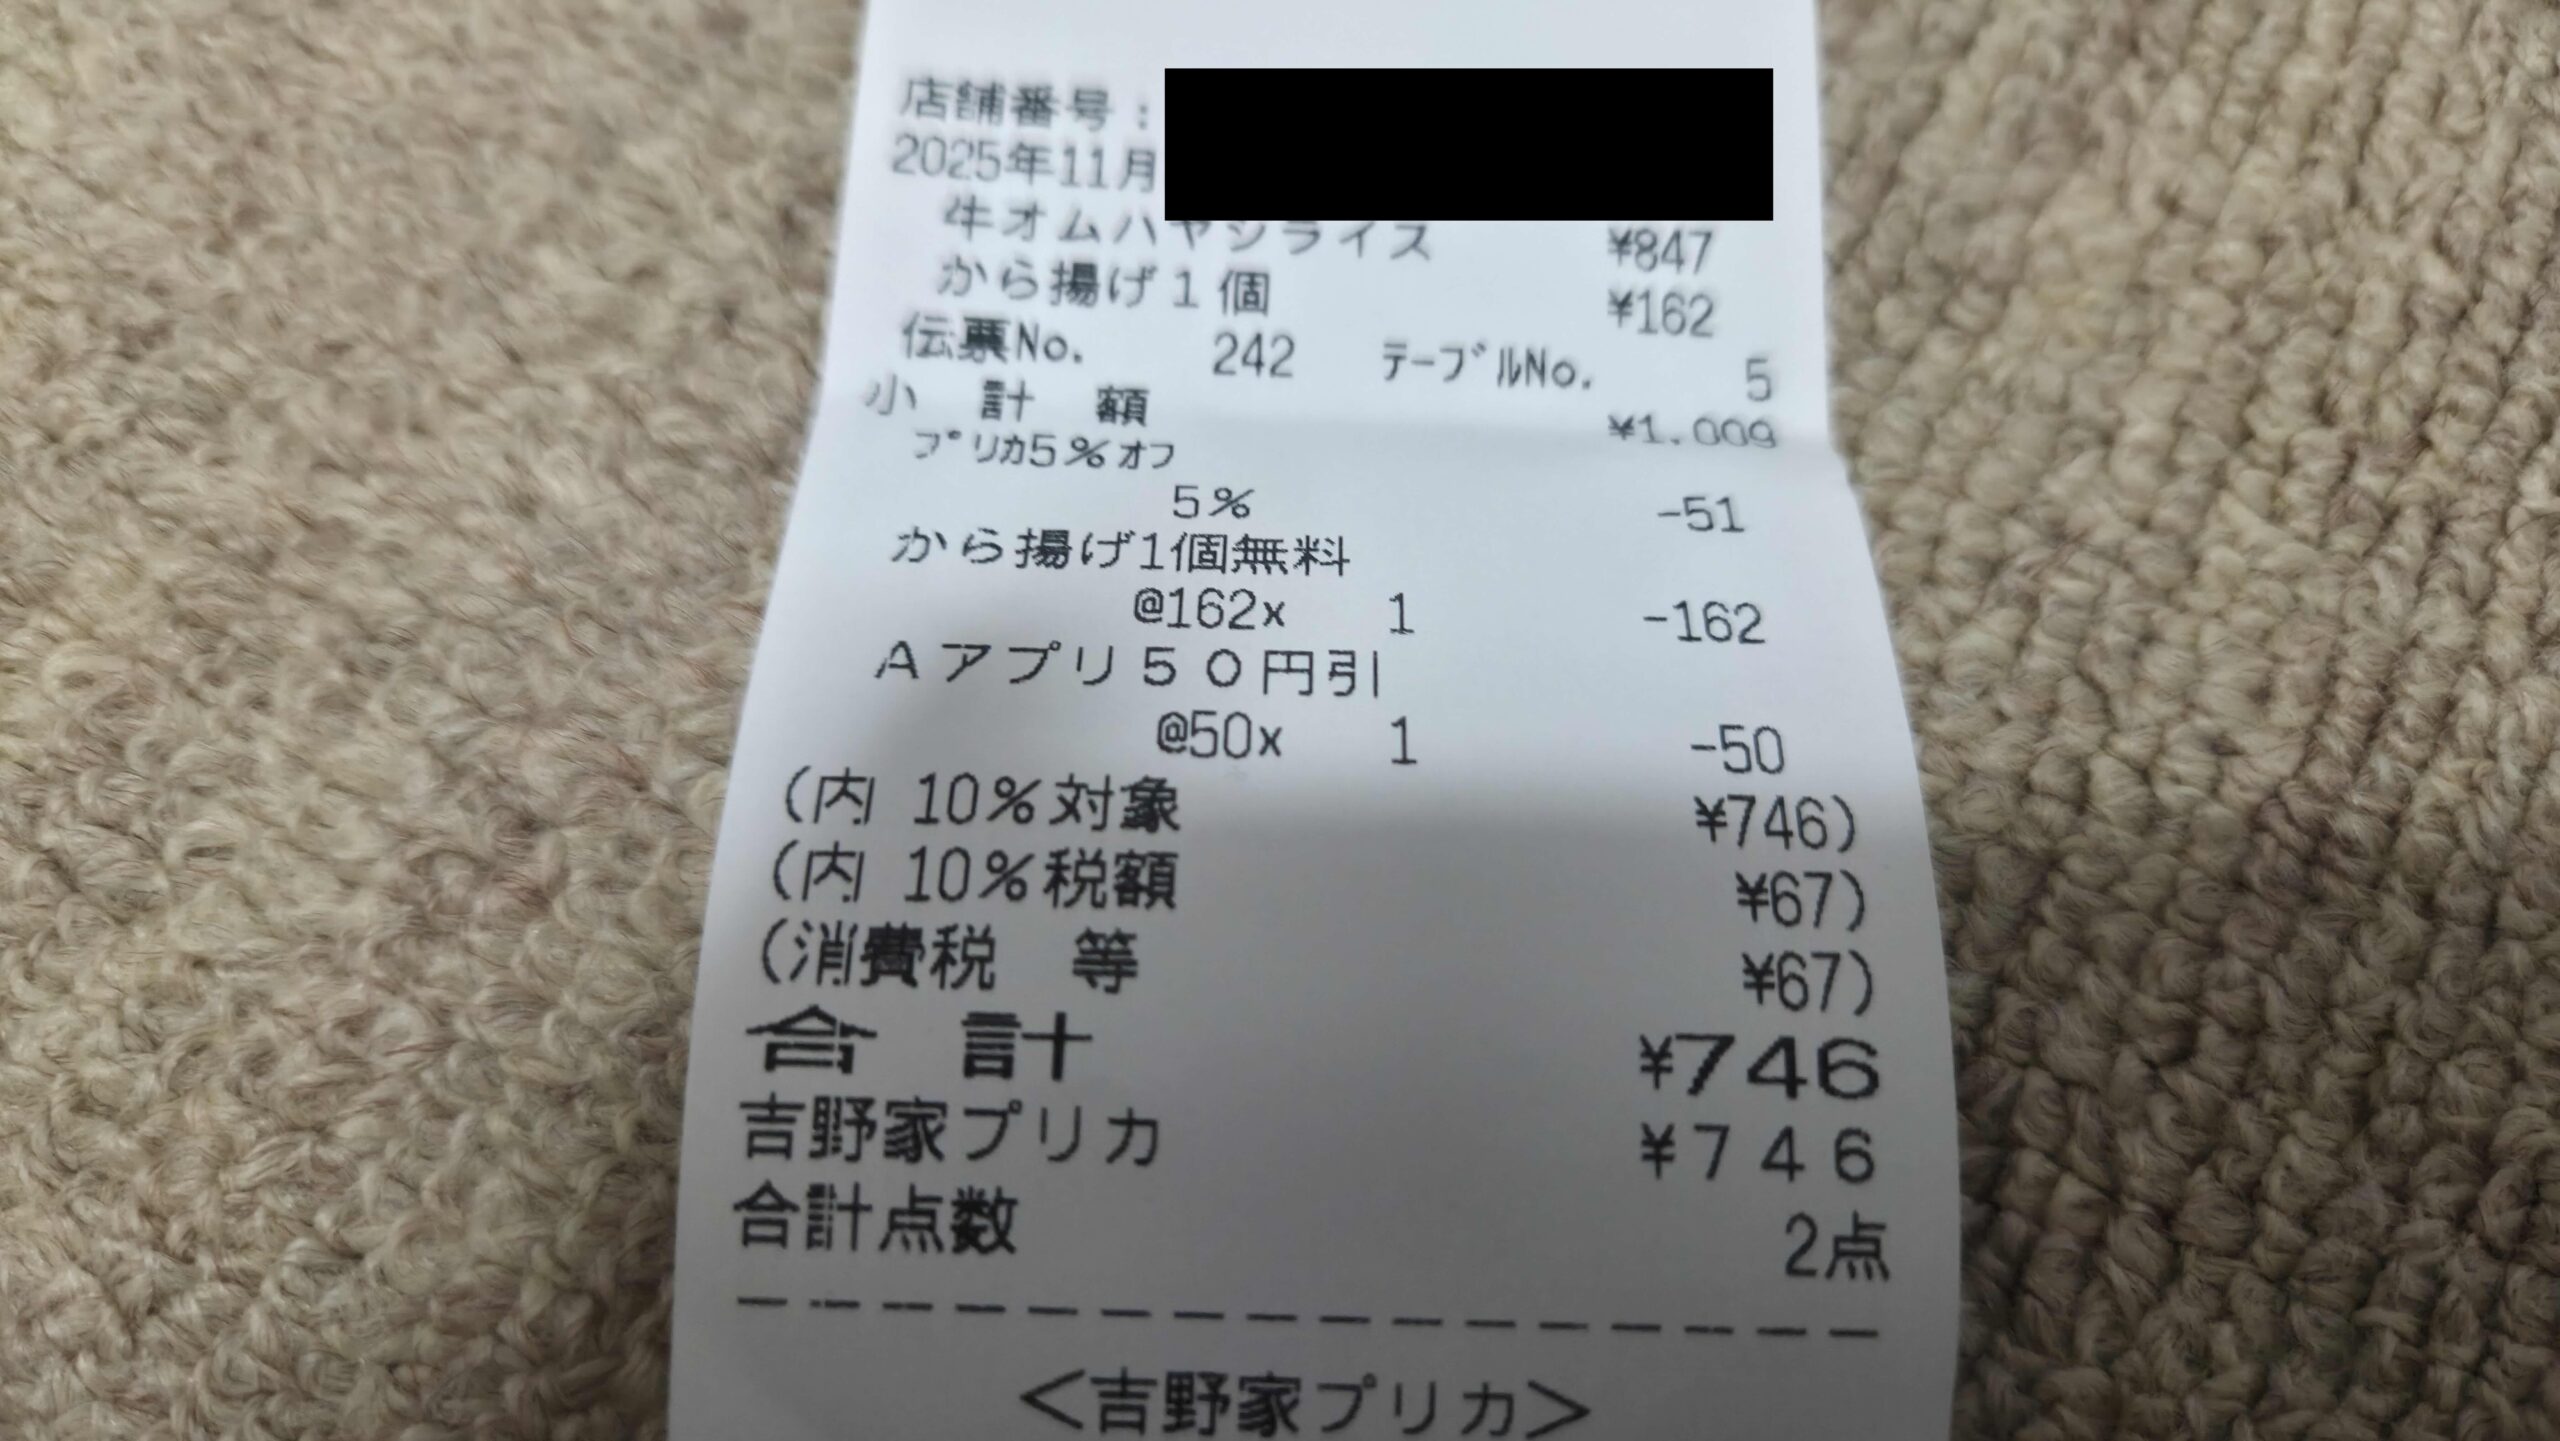 店舗番号：
2025年11月
牛オムハヤシライス ¥847
から揚げ1個 ¥162
伝票No. 242 ﾃｰﾌﾞﾙNo. 5
小 計 額 ¥1,009
ﾌﾟﾘｶ5％ｵﾌ
5％ -51
から揚げ1個無料
@162x 1 -162
Ａアプリ５０円引
@50x 1 -50
(内 10％対象 ¥746)
(内 10％税額 ¥67)
(消費税 等 ¥67)
合 計 ¥746
吉野家プリカ ¥７４６
合計点数 2点
＜吉野家プリカ＞